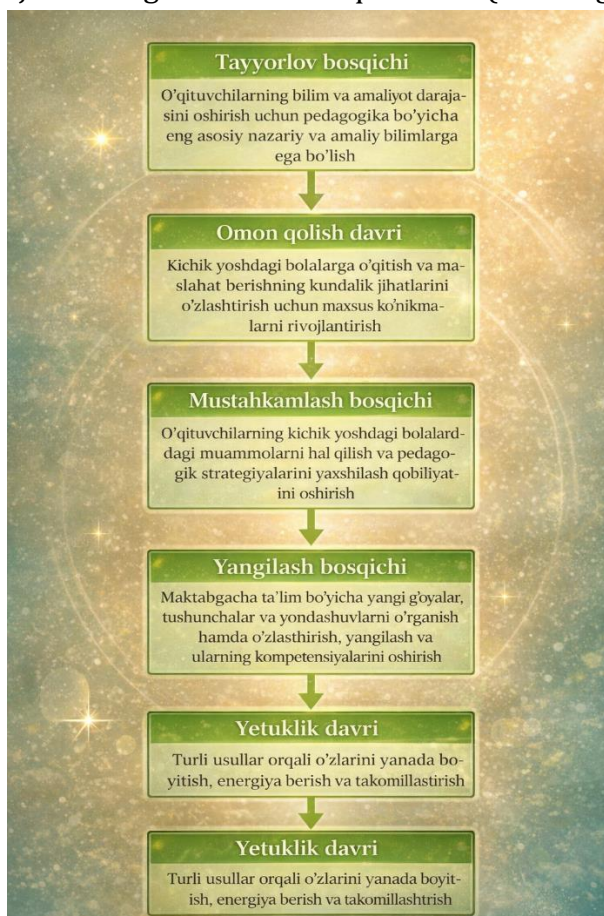 Tayyorlov bosqichi
O'qituvchilarning bilim va amaliyot daraja-
sini oshirish uchun pedagogika bo'yicha
eng asosiy nazariy va amaliy bilimlarga
ega bo'lish
Omon qolish davri
Kichik yoshdagi bolalarga o'qitish va ma-
slahat berishning kundalik jihatlarini
o'zlashtirish uchun maxsus ko'nikma-
larni rivojlantirish
Mustahkamlash bosqichi
O'qituvchilarning kichik yoshdagi bolalard-
dagi muammolarni hal qilish va pedago-
gik strategiyalarini yaxshilash qobiliyat-
ini oshirish
Yangilash bosqichi
Maktabgacha ta'lim bo'yicha yangi g'oyalar,
tushunchalar va yondashuvlarni o'rganish
hamda o'zlasthirish, yangilash va
ularning kompetensiyalarini oshirish
Yetuklik davri
Turli usullar orqali o'zlarini yanada bo-
yitish, energiya berish va takomillastirish
Yetuklik davri
Turli usullar orqali o'zlarini yanada boyit-
ish, energiya berish va takomillashtrish